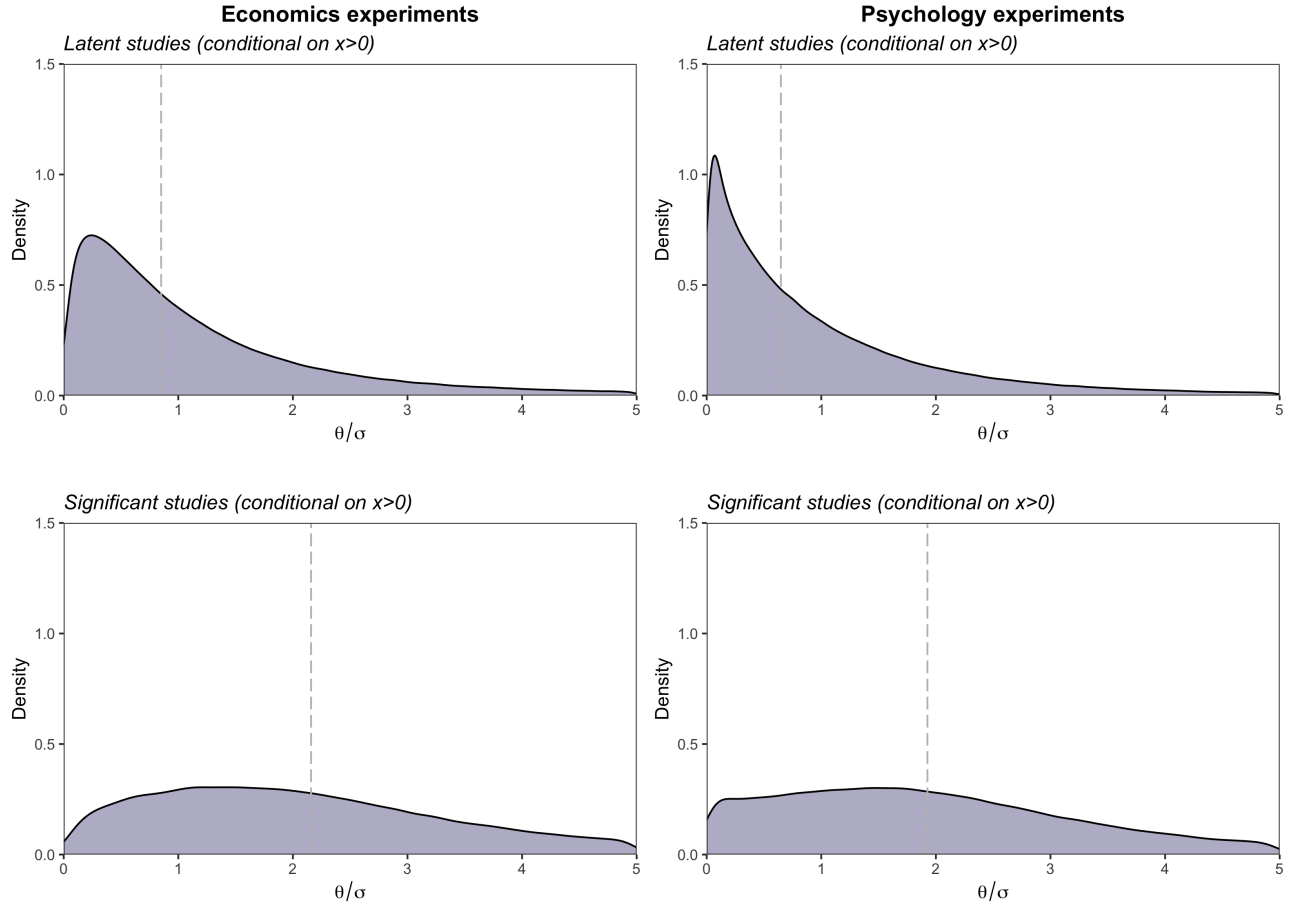 Economics experiments
Latent studies (conditional on x>0)
1.5
1.0
0.5
0.0
Density
0 1 2 3 4 5
θ/σ
Psychology experiments
Latent studies (conditional on x>0)
1.5
1.0
0.5
0.0
Density
0 1 2 3 4 5
θ/σ
Significant studies (conditional on x>0)
1.5
1.0
0.5
0.0
Density
0 1 2 3 4 5
θ/σ
Significant studies (conditional on x>0)
1.5
1.0
0.5
0.0
Density
0 1 2 3 4 5
θ/σ